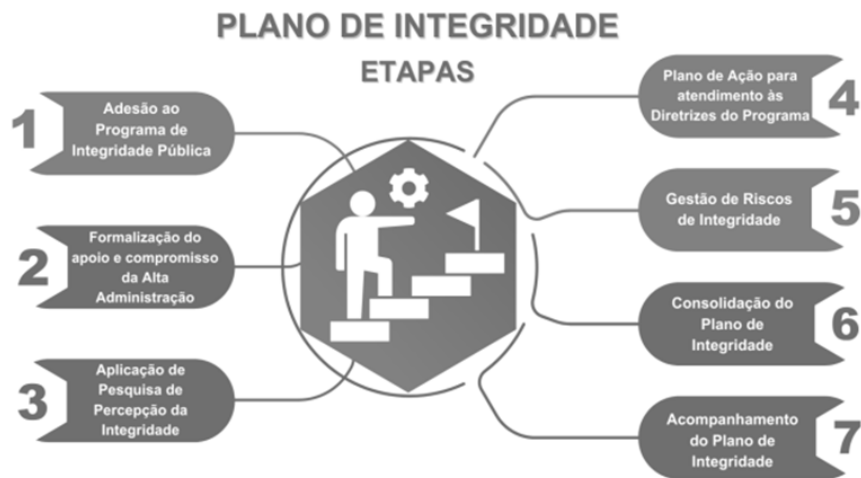 PLANO DE INTEGRIDADE
ETAPAS
1
Adesão ao
Programa de
Integridade Pública
2
Formalização do
apoio e compromisso
da Alta
Administração
3
Aplicação de
Pesquisa de
Percepção da
Integridade
4
Plano de Ação para
atendimento às
Diretrizes do Programa
5
Gestão de Riscos
de Integridade
6
Consolidação do
Plano de
Integridade
7
Acompanhamento
do Plano de
Integridade